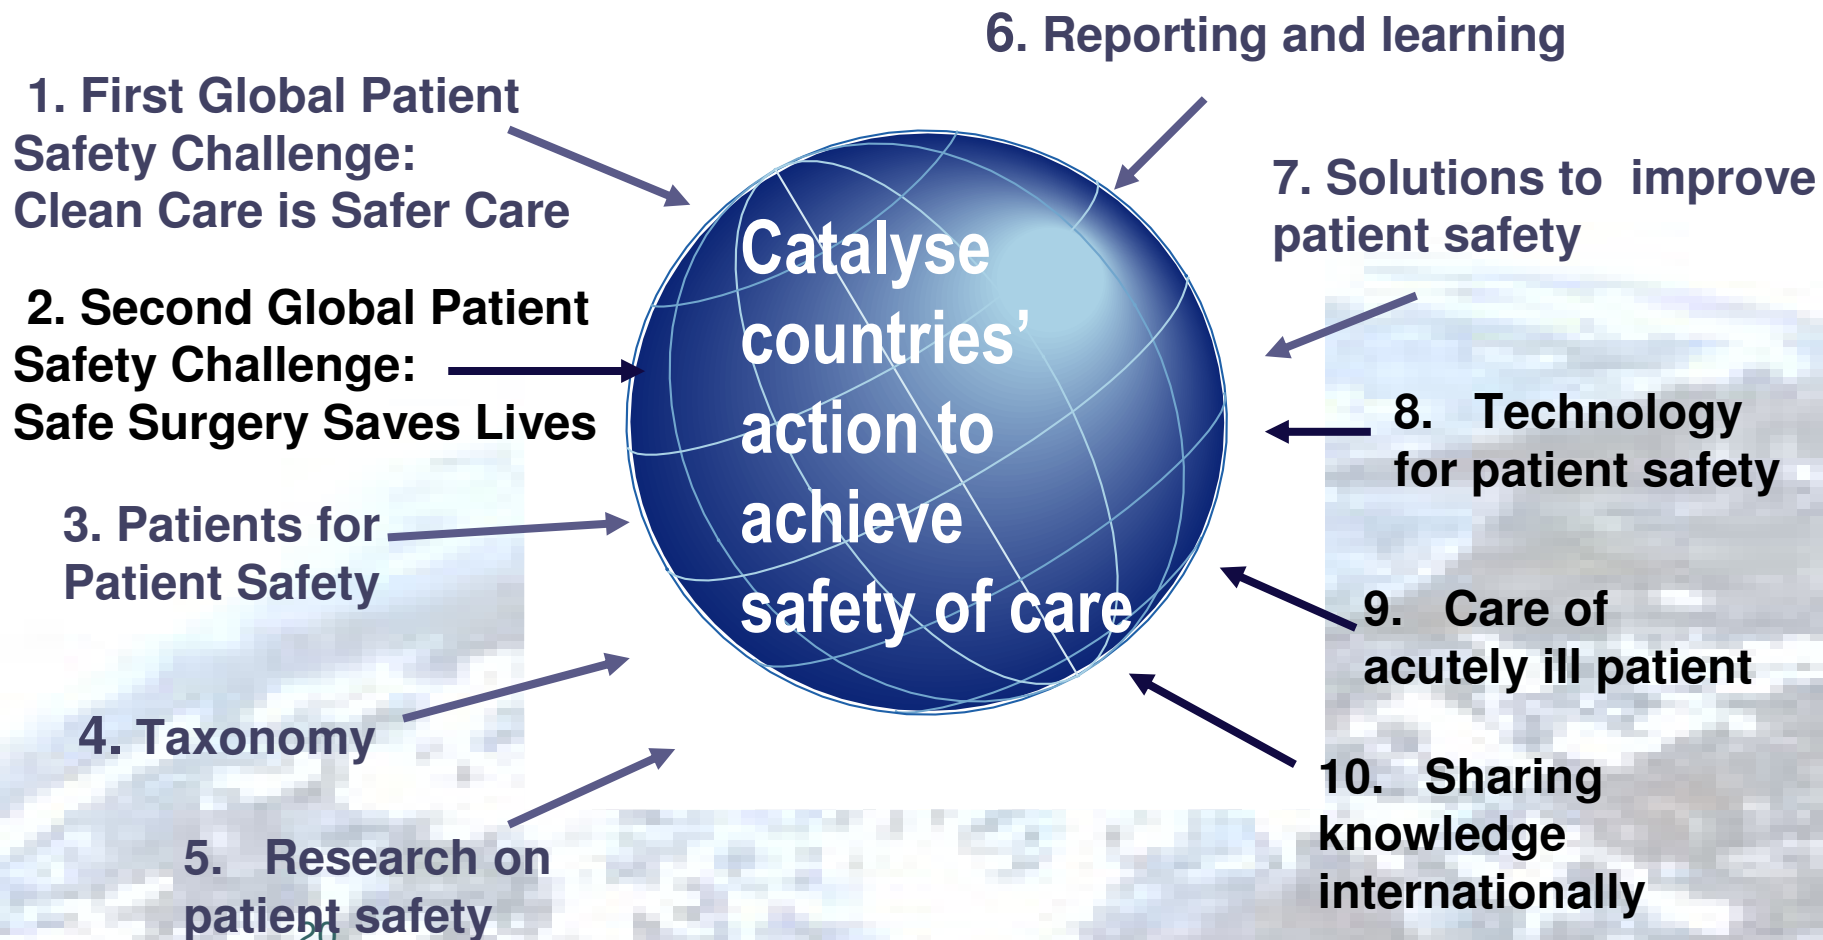 1. First Global Patient
Safety Challenge:
Clean Care is Safer Care
2. Second Global Patient
Safety Challenge:
Safe Surgery Saves Lives
3. Patients for
Patient Safety
4. Taxonomy
5. Research on
patient safety
20
Catalyse
countries’
action to
achieve
safety of care
6. Reporting and learning
7. Solutions to improve
patient safety
8. Technology
for patient safety
9. Care of
acutely ill patient
10. Sharing
knowledge
internationally